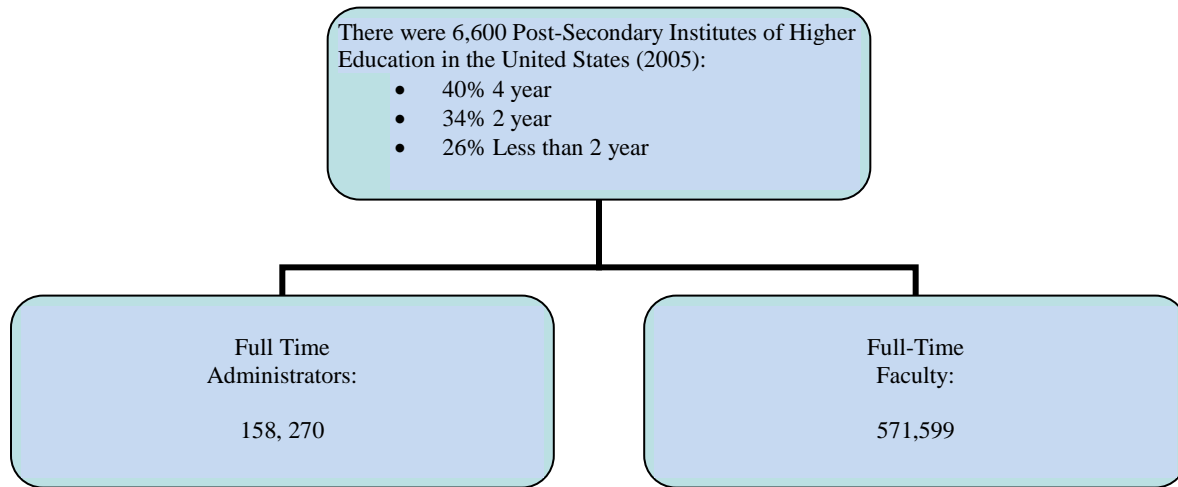 There were 6,600 Post-Secondary Institutes of Higher
Education in the United States (2005):
• 40% 4 year
• 34% 2 year
• 26% Less than 2 year
Full Time
Administrators:
158, 270
Full-Time
Faculty:
571,599